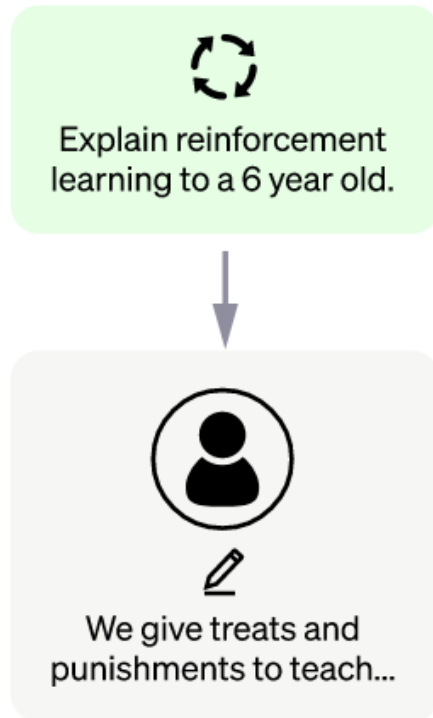 Explain reinforcement
learning to a 6 year old.
We give treats and
punishments to teach...